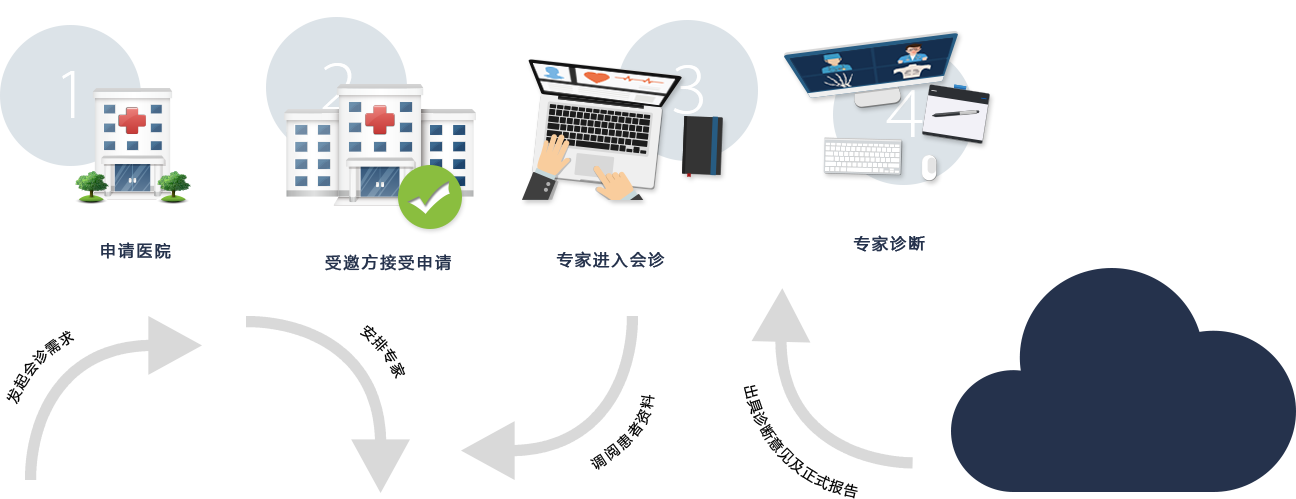 1
2
3
4
申请医院
受邀方接受申请
专家进入会诊
专家诊断
发起会诊需求
安排专家
调阅患者资料
出具诊断意见及正式报告